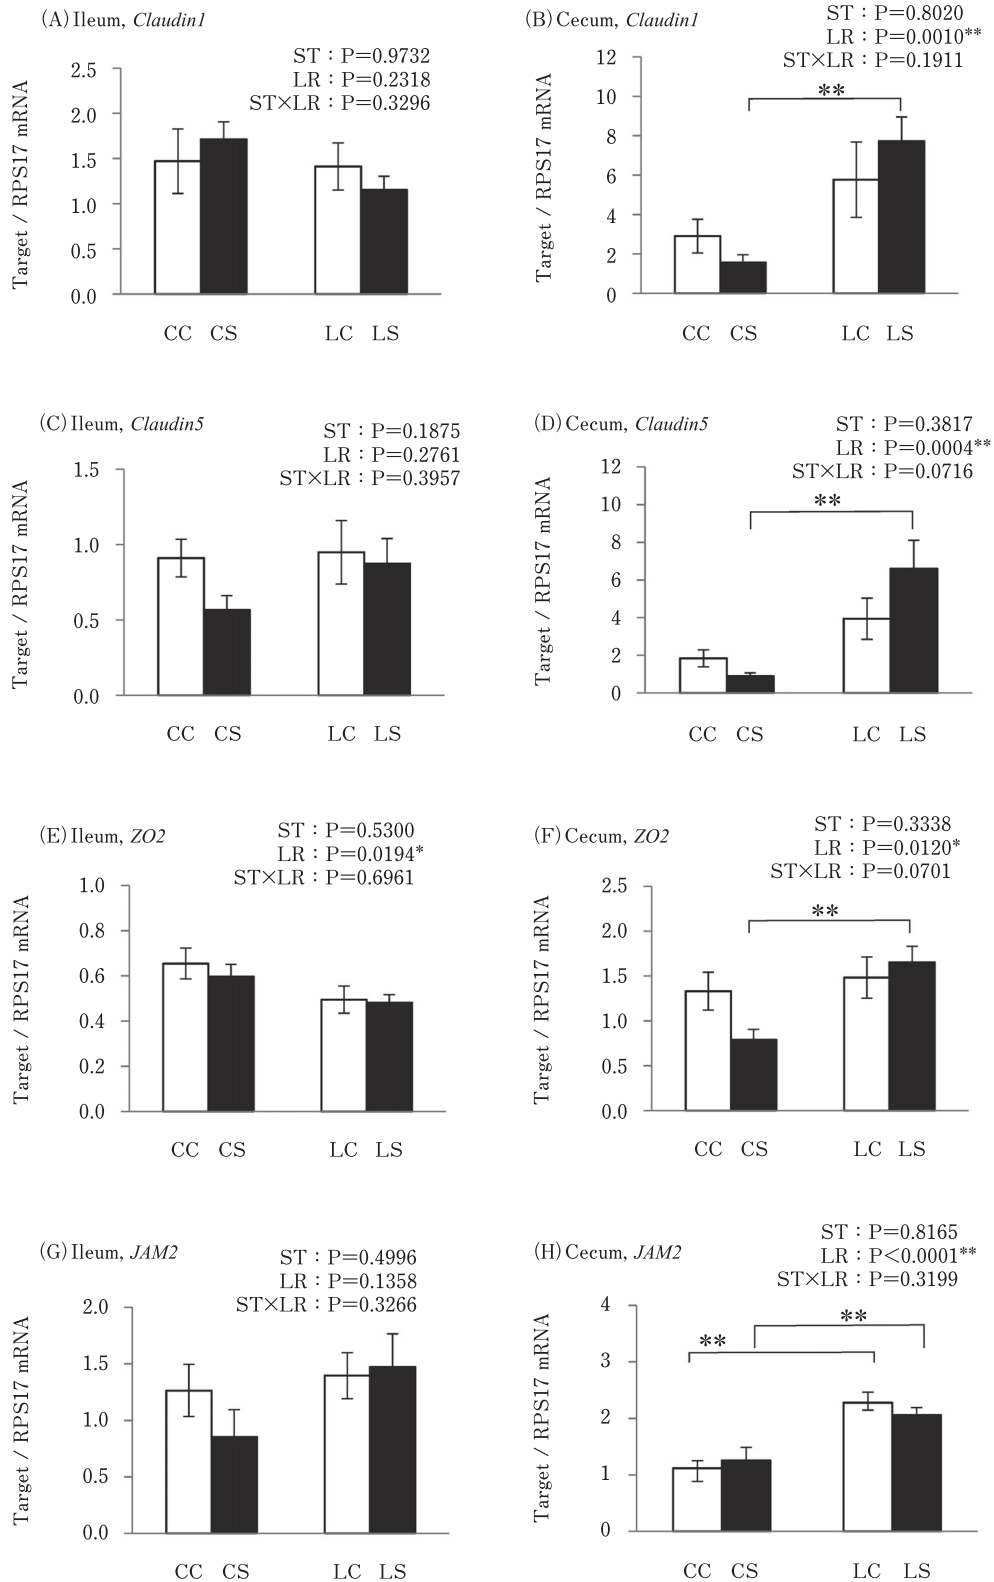 (A) Ileum, Claudin1
ST：P＝0.9732
LR：P＝0.2318
ST×LR：P＝0.3296
Target / RPS17 mRNA
2.5
2.0
1.5
1.0
0.5
0.0
CC CS LC LS
(B) Cecum, Claudin1
ST：P＝0.8020
LR：P＝0.0010**
ST×LR：P＝0.1911
Target / RPS17 mRNA
**
12
10
8
6
4
2
0
CC CS LC LS
(C) Ileum, Claudin5
ST：P＝0.1875
LR：P＝0.2761
ST×LR：P＝0.3957
Target / RPS17 mRNA
1.5
1.0
0.5
0.0
CC CS LC LS
(D) Cecum, Claudin5
ST：P＝0.3817
LR：P＝0.0004**
ST×LR：P＝0.0716
Target / RPS17 mRNA
**
12
10
8
6
4
2
0
CC CS LC LS
(E) Ileum, ZO2
ST：P＝0.5300
LR：P＝0.0194*
ST×LR：P＝0.6961
Target / RPS17 mRNA
1.0
0.8
0.6
0.4
0.2
0.0
CC CS LC LS
(F) Cecum, ZO2
ST：P＝0.3338
LR：P＝0.0120*
ST×LR：P＝0.0701
Target / RPS17 mRNA
**
2.5
2.0
1.5
1.0
0.5
0.0
CC CS LC LS
(G) Ileum, JAM2
ST：P＝0.4996
LR：P＝0.1358
ST×LR：P＝0.3266
Target / RPS17 mRNA
2.0
1.5
1.0
0.5
0.0
CC CS LC LS
(H) Cecum, JAM2
ST：P＝0.8165
LR：P＜0.0001**
ST×LR：P＝0.3199
Target / RPS17 mRNA
**
**
4
3
2
1
0
CC CS LC LS